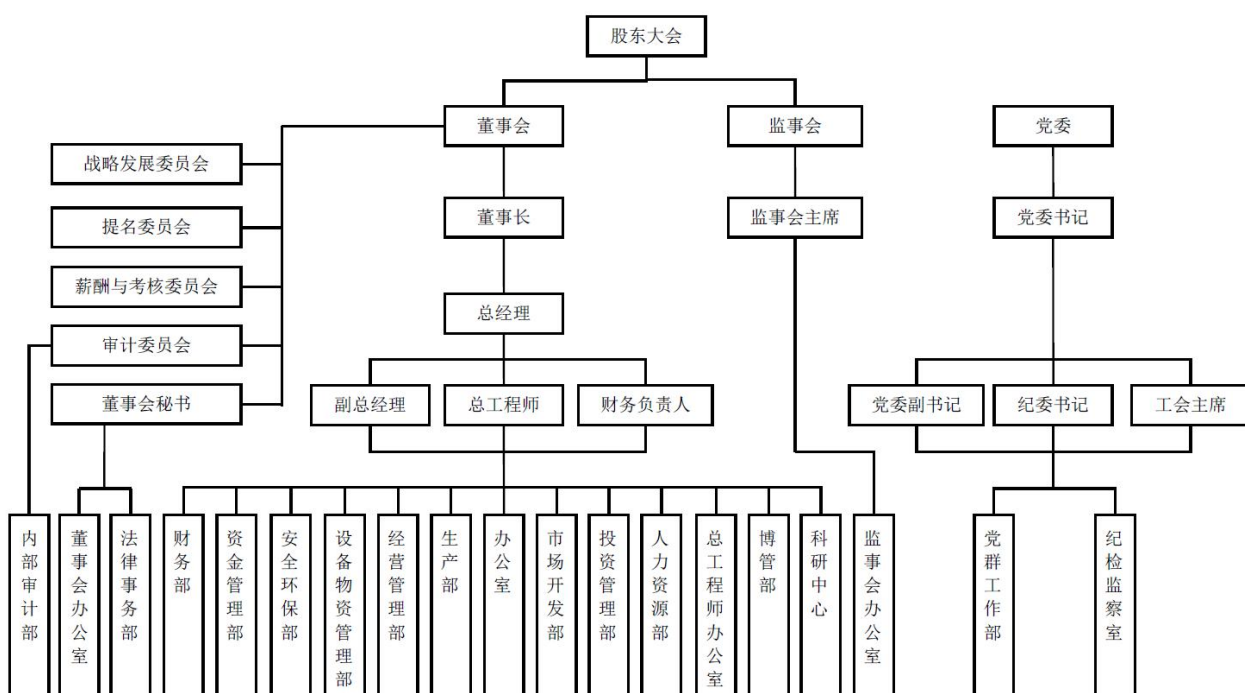 股东大会
董事会
监事会
党委
战略发展委员会
提名委员会
董事长
监事会主席
党委书记
薪酬与考核委员会
总经理
审计委员会
董事会秘书
副总经理
总工程师
财务负责人
党委副书记
纪委书记
工会主席
内部审计部
董事会办公室
法律事务部
财务部
资金管理部
安全环保部
设备物资管理部
经营管理部
生产部
办公室
市场开发部
投资管理部
人力资源部
总工程师办公室
博管部
科研中心
监事会办公室
党群工作部
纪检监察室